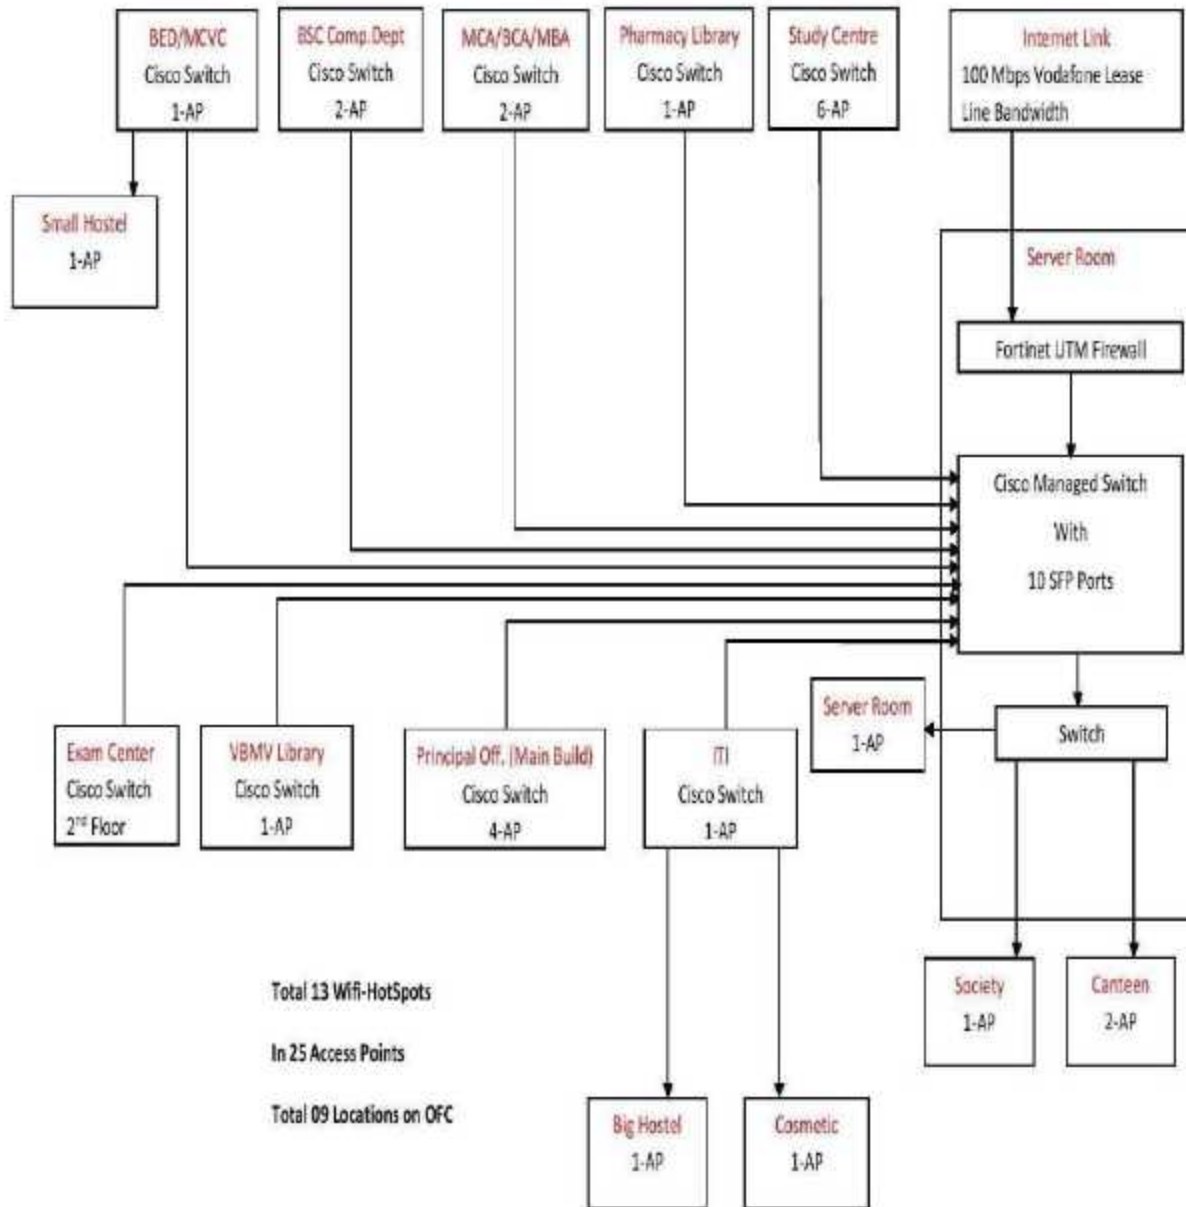 BED/MCVC
Cisco Switch
1-AP
BSC Comp.Dept
Cisco Switch
2-AP
MCA/BCA/MBA
Cisco Switch
2-AP
Pharmacy Library
Cisco Switch
1-AP
Study Centre
Cisco Switch
6-AP
Internet Link
100 Mbps Vodafone Lease
Line Bandwidth
Small Hostel
1-AP
Server Room
Fortinet UTM Firewall
Cisco Managed Switch
With
10 SFP Ports
Server Room
1-AP
Switch
Exam Center
Cisco Switch
2nd Floor
VBMV Library
Cisco Switch
1-AP
Principal Off. (Main Build)
Cisco Switch
4-AP
ITI
Cisco Switch
1-AP
Society
1-AP
Canteen
2-AP
Total 13 Wifi-HotSpots
In 25 Access Points
Total 09 Locations on OFC
Big Hostel
1-AP
Cosmetic
1-AP